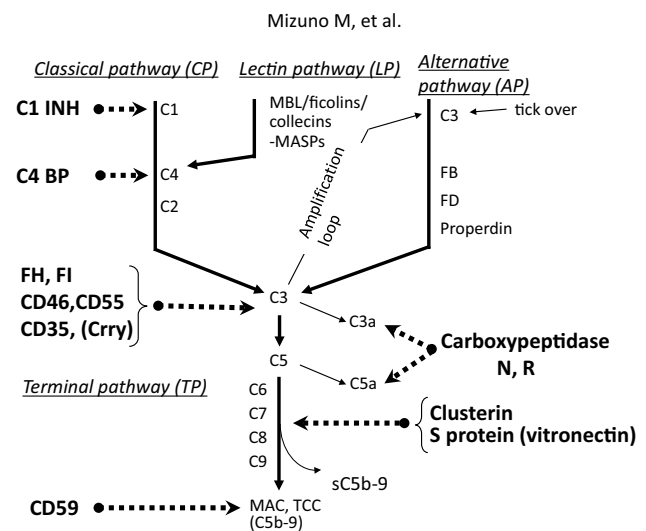 Mizuno M, et al.
Classical pathway (CP)
Lectin pathway (LP)
Alternative
pathway (AP)
C1 INH
C1
MBL/ficolins/
collecins
-MASPs
C3
tick over
C4 BP
C4
C2
FB
FD
Properdin
Amplification
loop
FH, FI
CD46,CD55
CD35, (Crry)
C3
C3a
Carboxypeptidase
N, R
C5
C5a
Terminal pathway (TP)
C6
C7
C8
C9
Clusterin
S protein (vitronectin)
sC5b-9
CD59
MAC, TCC
(C5b-9)